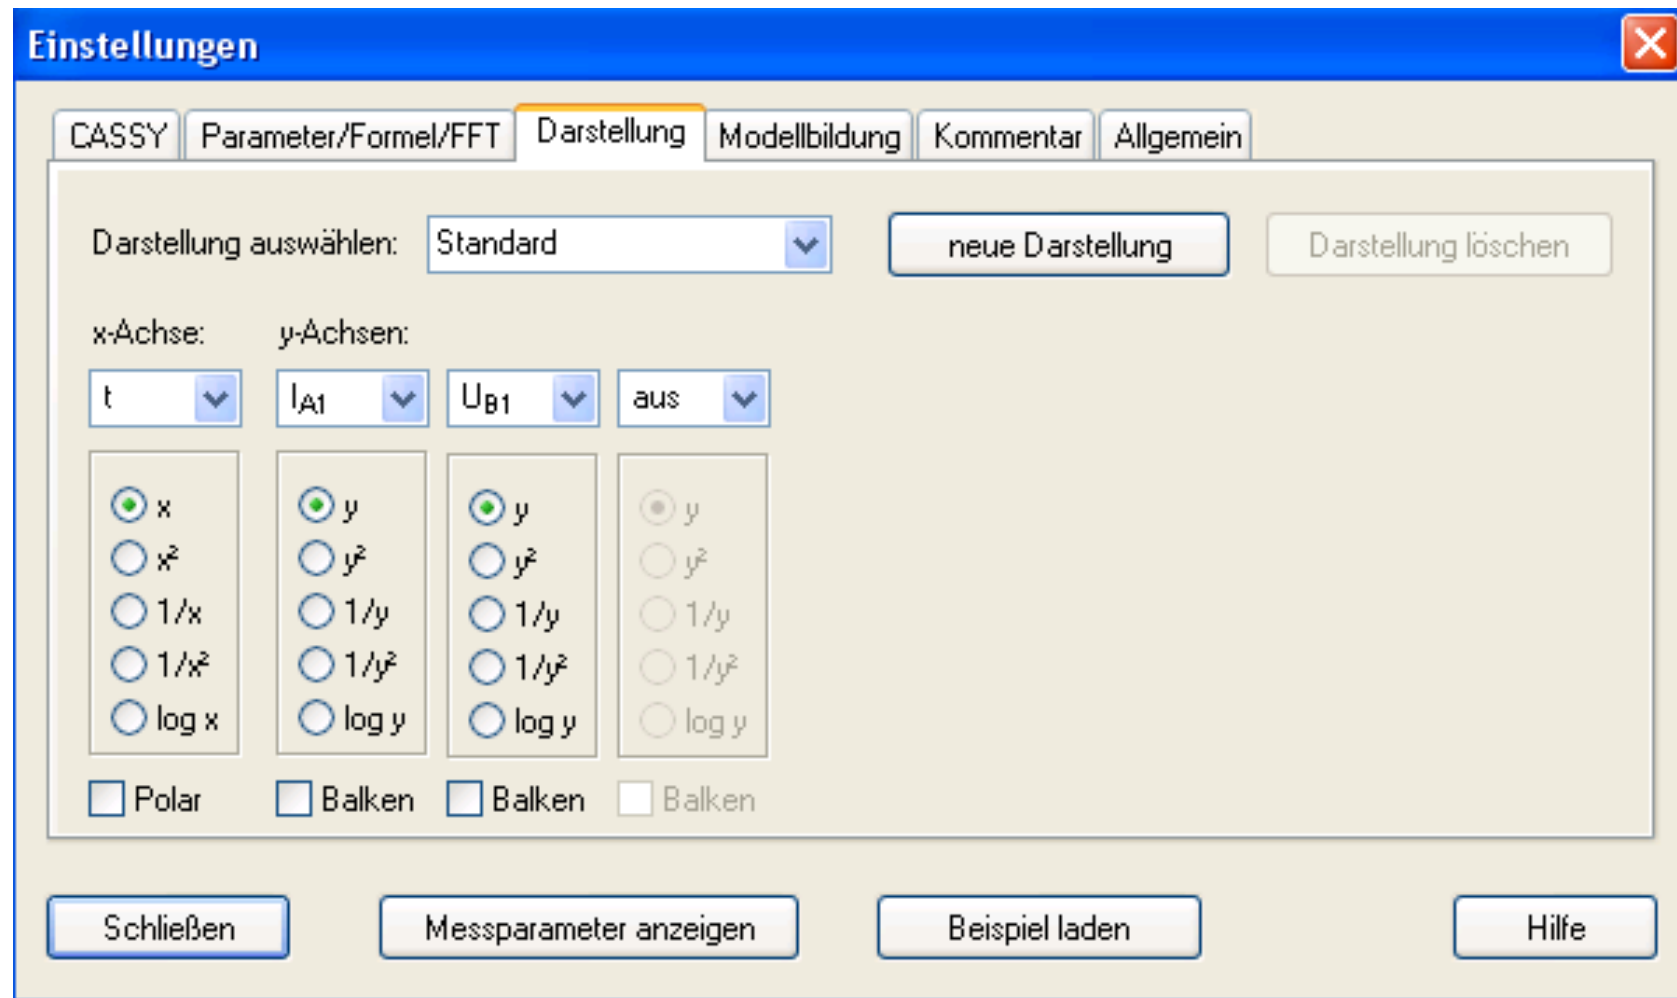 Einstellungen
CASSY Parameter/Formel/FFT Darstellung Modellbildung Kommentar Allgemein
Darstellung auswählen: Standard neue Darstellung Darstellung löschen
x-Achse: y-Achsen:
t I_A1 U_B1 aus
x y y y
x² y² y² y²
1/x 1/y 1/y 1/y
1/x² 1/y² 1/y² 1/y²
log x log y log y log y
Polar Balken Balken Balken
Schließen Messparameter anzeigen Beispiel laden Hilfe